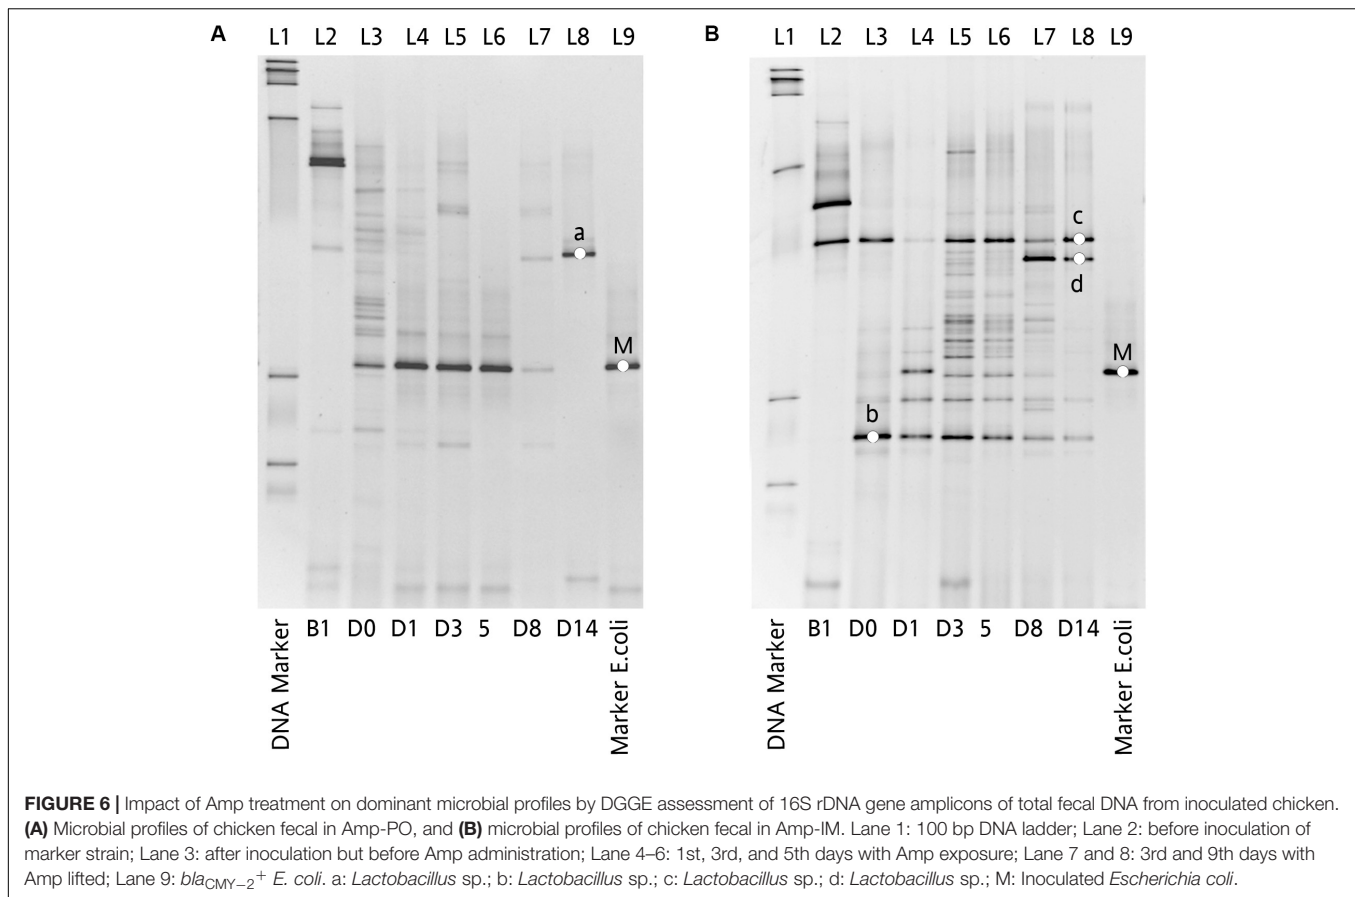 A L1 L2 L3 L4 L5 L6 L7 L8 L9
a
M
B1 D0 D1 D3 5 D8 D14
DNA Marker
Marker E.coli
B L1 L2 L3 L4 L5 L6 L7 L8 L9
c
d
M
b
B1 D0 D1 D3 5 D8 D14
DNA Marker
Marker E.coli
FIGURE 6 | Impact of Amp treatment on dominant microbial profiles by DGGE assessment of 16S rDNA gene amplicons of total fecal DNA from inoculated chicken.
(A) Microbial profiles of chicken fecal in Amp-PO, and (B) microbial profiles of chicken fecal in Amp-IM. Lane 1: 100 bp DNA ladder; Lane 2: before inoculation of
marker strain; Lane 3: after inoculation but before Amp administration; Lane 4–6: 1st, 3rd, and 5th days with Amp exposure; Lane 7 and 8: 3rd and 9th days with
Amp lifted; Lane 9: blaCMY−2+ E. coli. a: Lactobacillus sp.; b: Lactobacillus sp.; c: Lactobacillus sp.; d: Lactobacillus sp.; M: Inoculated Escherichia coli.